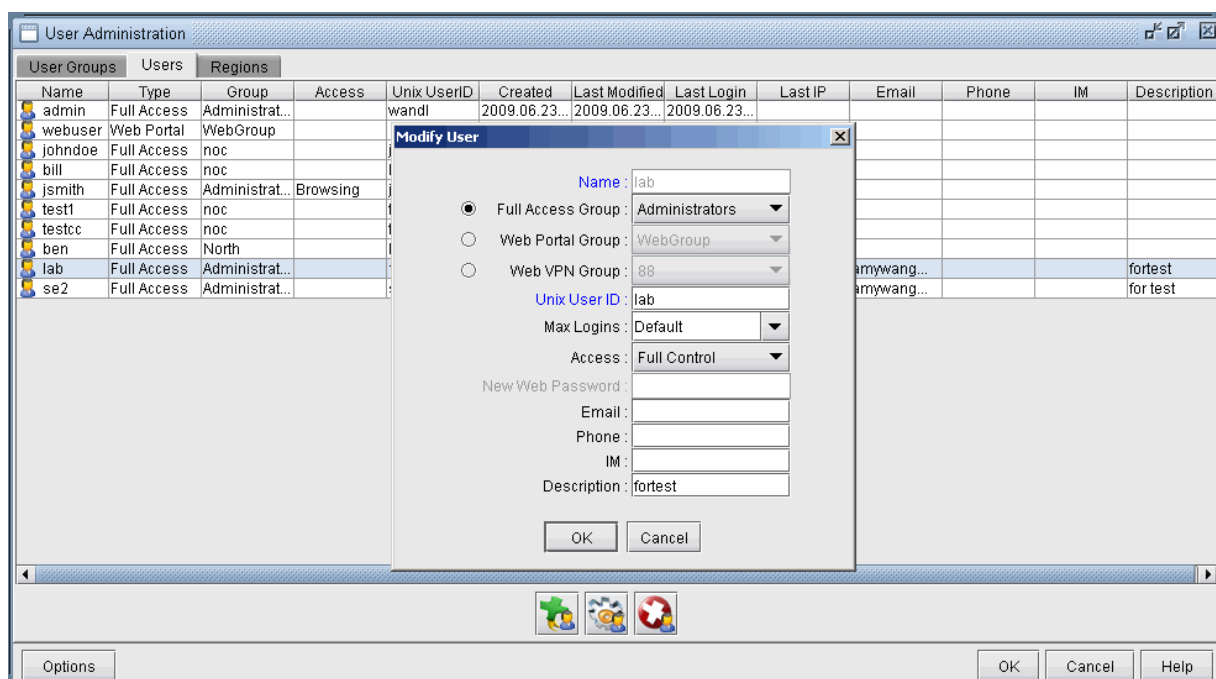 User Administration
User Groups Users Regions
Name Type Group Access Unix UserID Created Last Modified Last Login Last IP Email Phone IM Description
admin Full Access Administrat... wandl 2009.06.23... 2009.06.23... 2009.06.23...
webuser Web Portal WebGroup
johndoe Full Access noc
bill Full Access noc
jsmith Full Access Administrat... Browsing
test1 Full Access noc
testcc Full Access noc
ben Full Access North
lab Full Access Administrat... amywang... fortest
se2 Full Access Administrat... amywang... for test
Modify User
Name : lab
Full Access Group : Administrators
Web Portal Group : WebGroup
Web VPN Group : 88
Unix User ID : lab
Max Logins : Default
Access : Full Control
New Web Password :
Email :
Phone :
IM :
Description : fortest
OK Cancel
Options OK Cancel Help